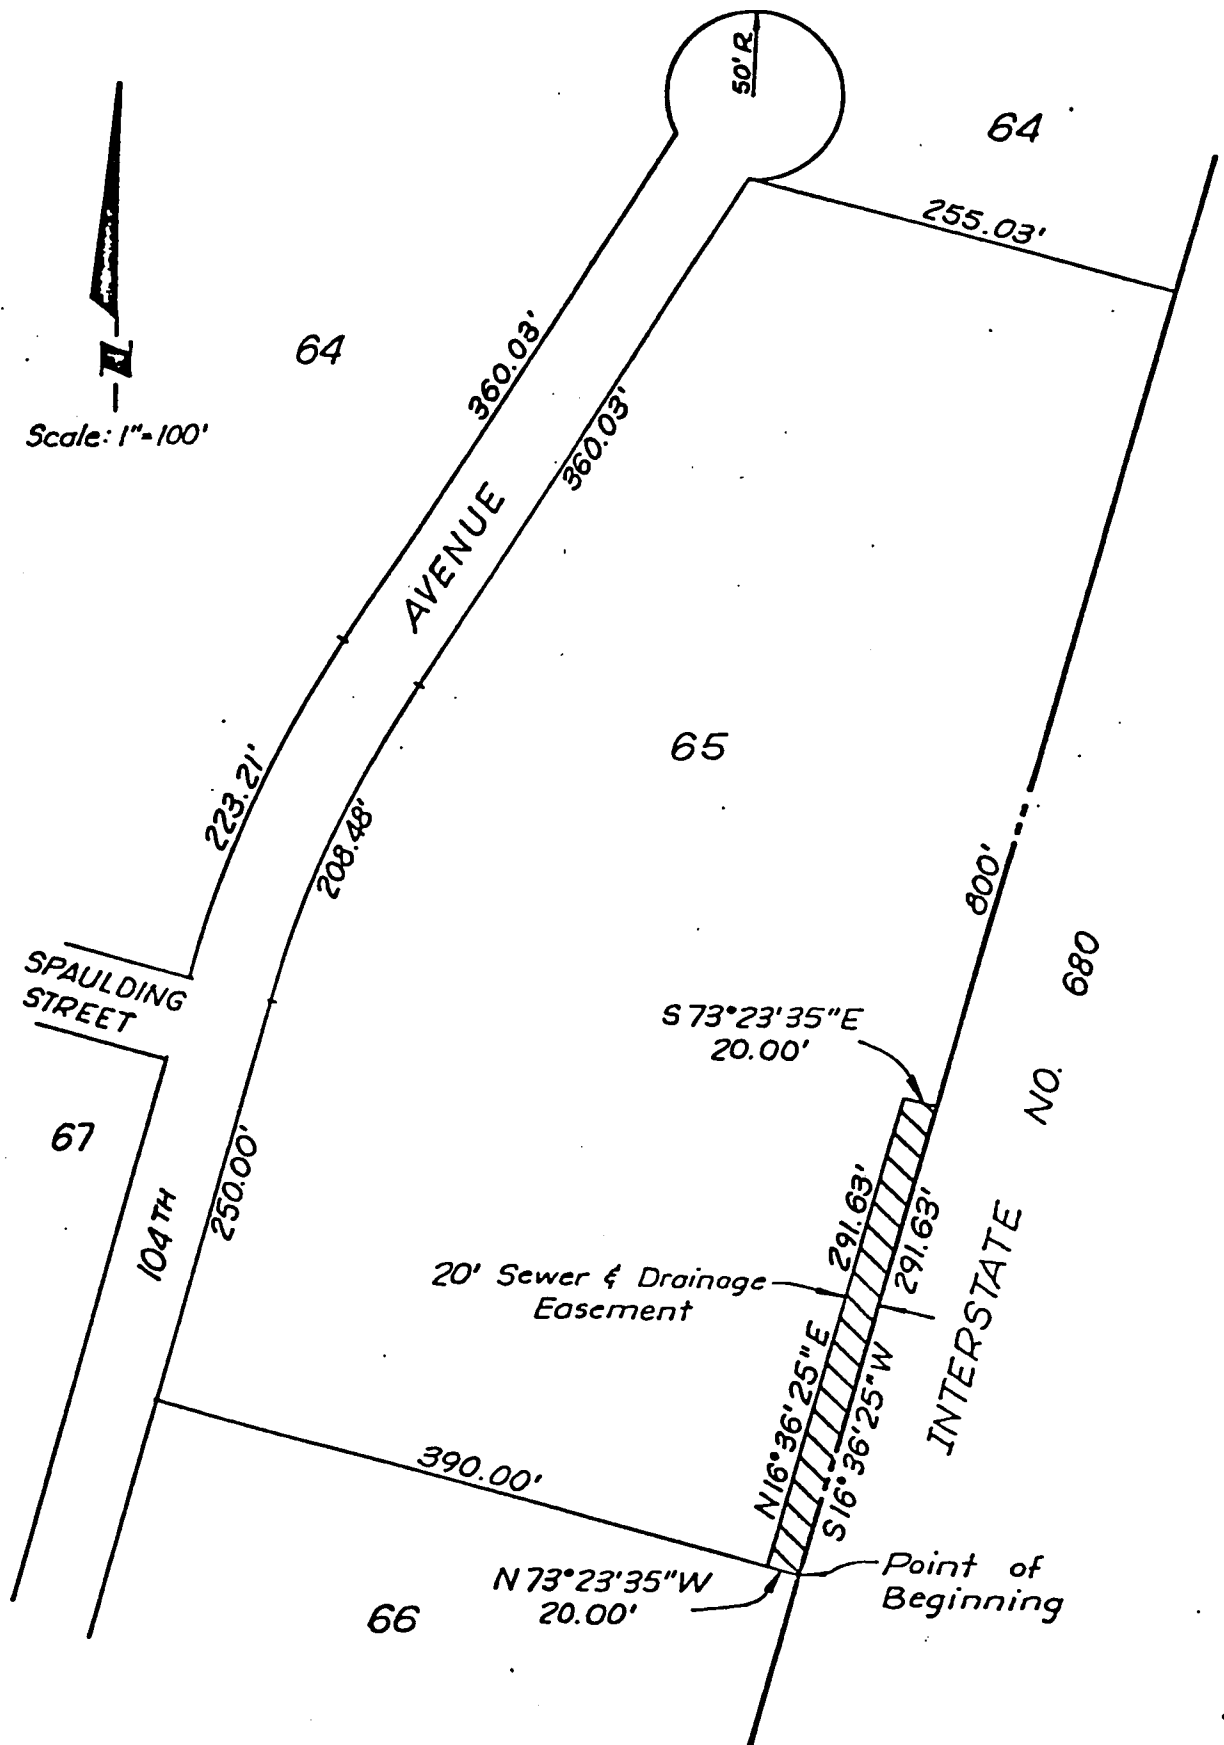 50' R
64
255.03'
N
Scale: 1"=100'
64
360.03'
360.03'
AVENUE
65
223.21'
208.48'
800'
SPAULDING
STREET
680
S 73°23'35"E
20.00'
NO.
67
250.00'
104TH
291.63'
291.63'
20' Sewer & Drainage
Easement
INTERSTATE
N16°36'25"E
S16°36'25"W
390.00'
N 73°23'35"W
20.00'
Point of
Beginning
66